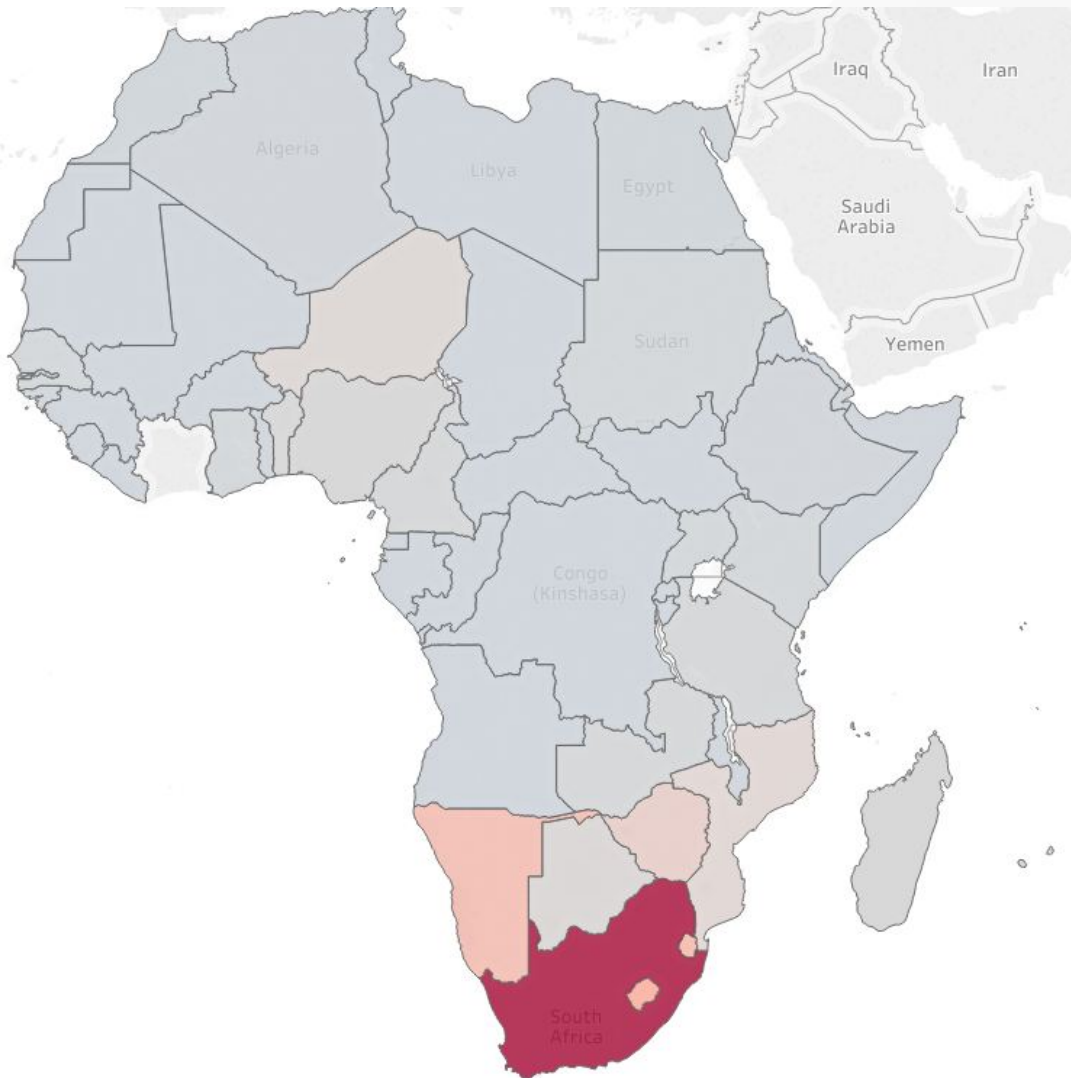 Iraq
Iran
Algeria
Libya
Egypt
Saudi
Arabia
Sudan
Yemen
Congo
(Kinshasa)
South
Africa